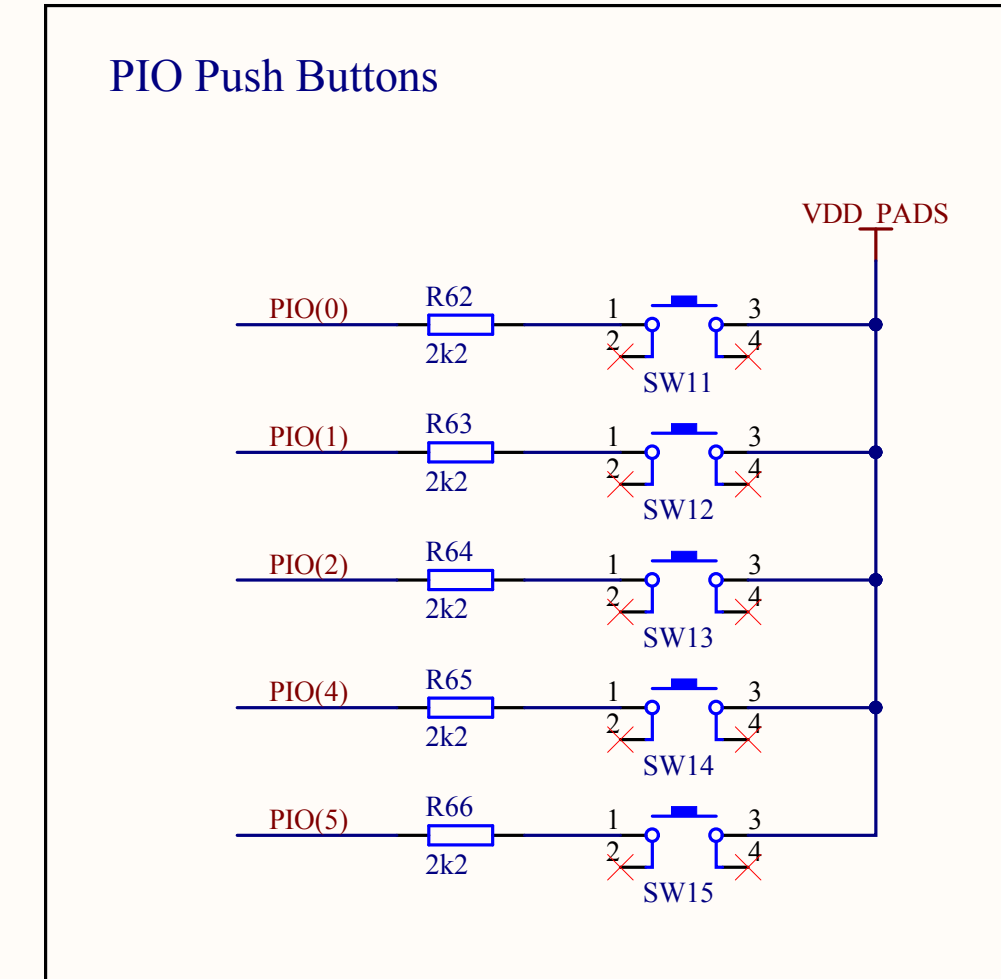 PIO Push Buttons
VDD_PADS
PIO(0) R62 1 3
2k2 2 4
SW11
PIO(1) R63 1 3
2k2 2 4
SW12
PIO(2) R64 1 3
2k2 2 4
SW13
PIO(4) R65 1 3
2k2 2 4
SW14
PIO(5) R66 1 3
2k2 2 4
SW15